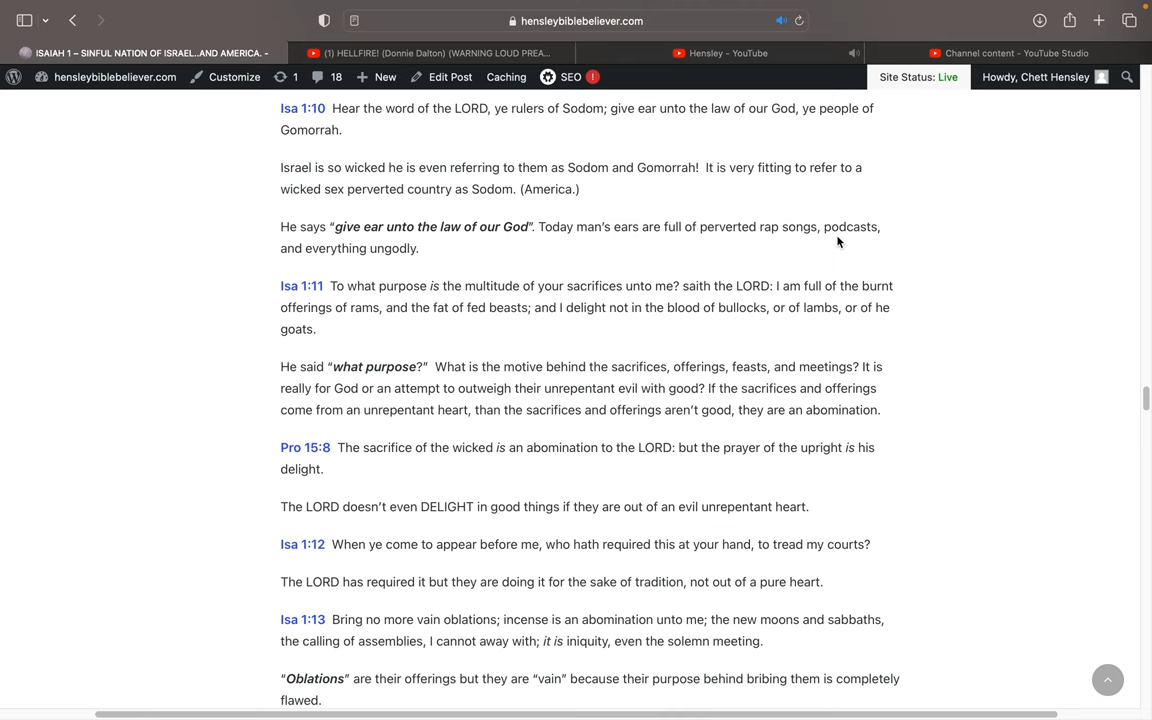 hensleybiblebeliever.com
ISAIAH 1 – SINFUL NATION OF ISRAEL..AND AMERICA. -
(1) HELLFIRE! (Donnie Dalton) (WARNING LOUD PREA...
Hensley - YouTube
Channel content - YouTube Studio
hensleybiblebeliever.com Customize 1 18 New Edit Post Caching SEO ! Site Status: Live Howdy, Chett Hensley
Isa 1:10 Hear the word of the LORD, ye rulers of Sodom; give ear unto the law of our God, ye people of
Gomorrah.
Israel is so wicked he is even referring to them as Sodom and Gomorrah! It is very fitting to refer to a
wicked sex perverted country as Sodom. (America.)
He says “give ear unto the law of our God”. Today man’s ears are full of perverted rap songs, podcasts,
and everything ungodly.
Isa 1:11 To what purpose is the multitude of your sacrifices unto me? saith the LORD: I am full of the burnt
offerings of rams, and the fat of fed beasts; and I delight not in the blood of bullocks, or of lambs, or of he
goats.
He said “what purpose?” What is the motive behind the sacrifices, offerings, feasts, and meetings? It is
really for God or an attempt to outweigh their unrepentant evil with good? If the sacrifices and offerings
come from an unrepentant heart, than the sacrifices and offerings aren’t good, they are an abomination.
Pro 15:8 The sacrifice of the wicked is an abomination to the LORD: but the prayer of the upright is his
delight.
The LORD doesn’t even DELIGHT in good things if they are out of an evil unrepentant heart.
Isa 1:12 When ye come to appear before me, who hath required this at your hand, to tread my courts?
The LORD has required it but they are doing it for the sake of tradition, not out of a pure heart.
Isa 1:13 Bring no more vain oblations; incense is an abomination unto me; the new moons and sabbaths,
the calling of assemblies, I cannot away with; it is iniquity, even the solemn meeting.
“Oblations” are their offerings but they are “vain” because their purpose behind bribing them is completely
flawed.